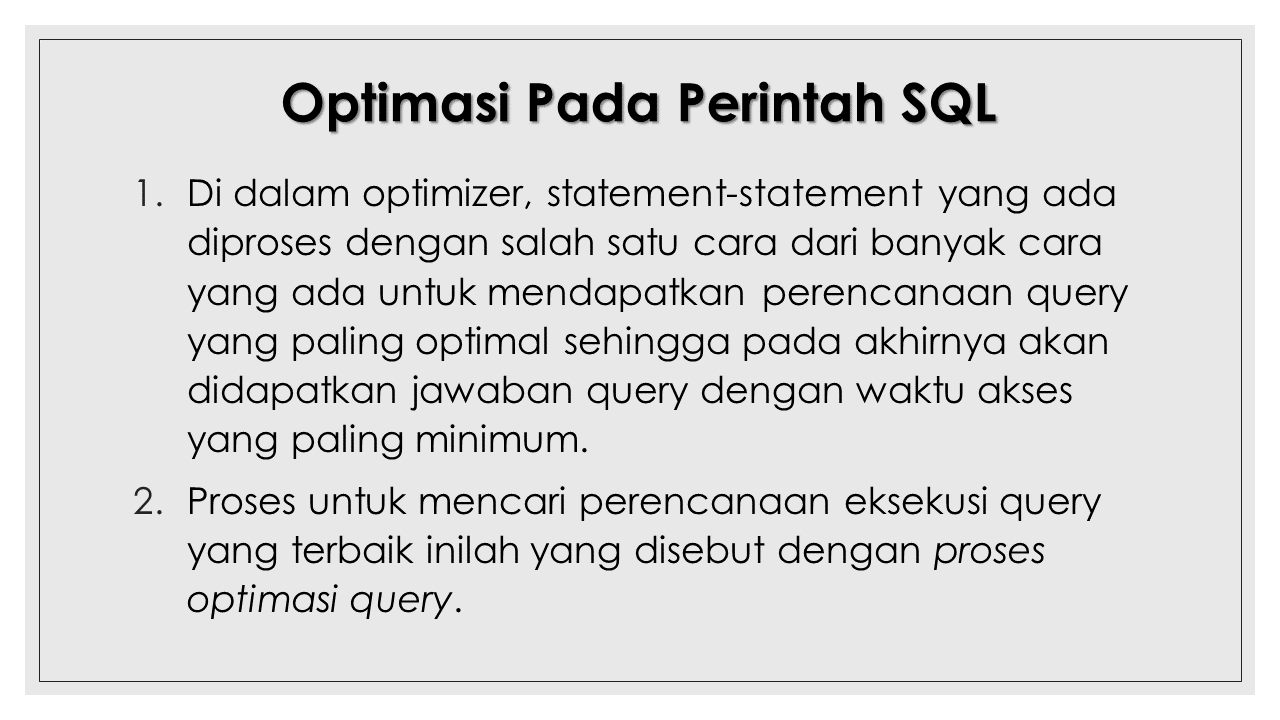 Optimasi Pada Perintah SQL
1. Di dalam optimizer, statement-statement yang ada
diproses dengan salah satu cara dari banyak cara
yang ada untuk mendapatkan perencanaan query
yang paling optimal sehingga pada akhirnya akan
didapatkan jawaban query dengan waktu akses
yang paling minimum.
2. Proses untuk mencari perencanaan eksekusi query
yang terbaik inilah yang disebut dengan proses
optimasi query.